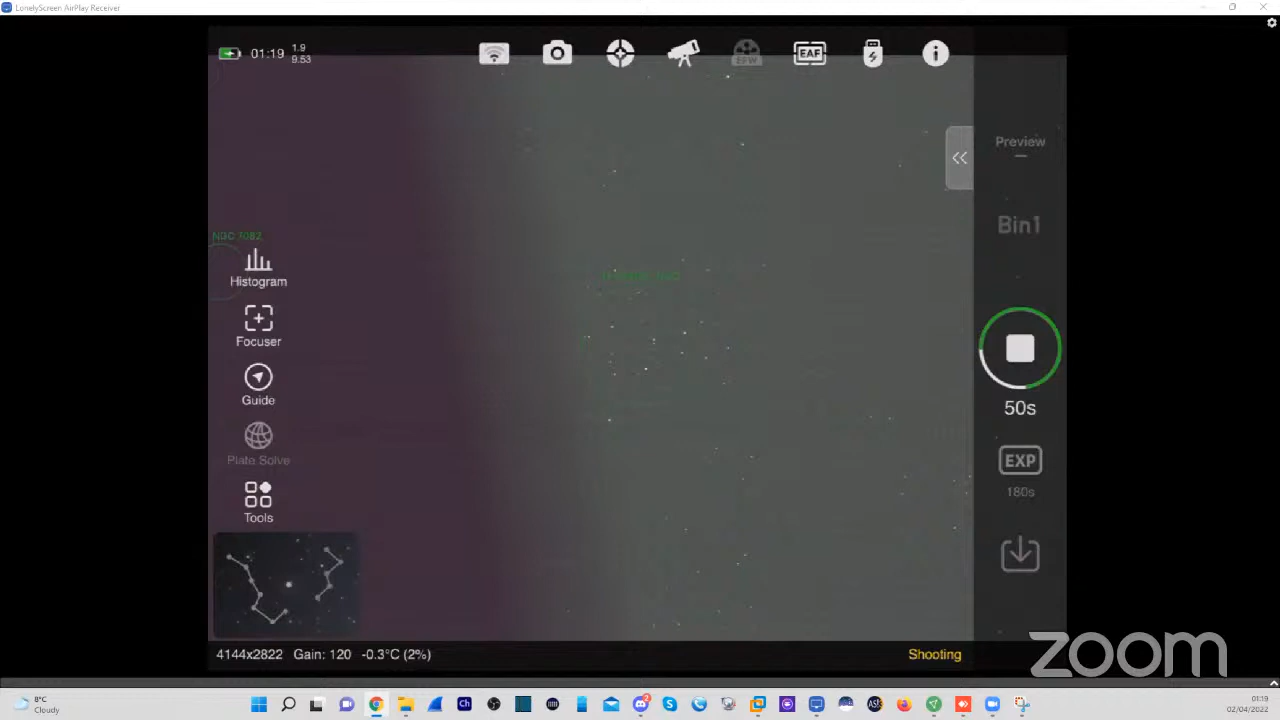 LonelyScreen AirPlay Receiver
01:19
1.9
9.53
EFW
EAF
Preview
Bin1
NGC 7082
Histogram
Focuser
Guide
Plate Solve
Tools
50s
EXP
180s
4144x2822 Gain: 120 -0.3°C (2%)
Shooting
zoom
8°C
Cloudy
01:19
02/04/2022